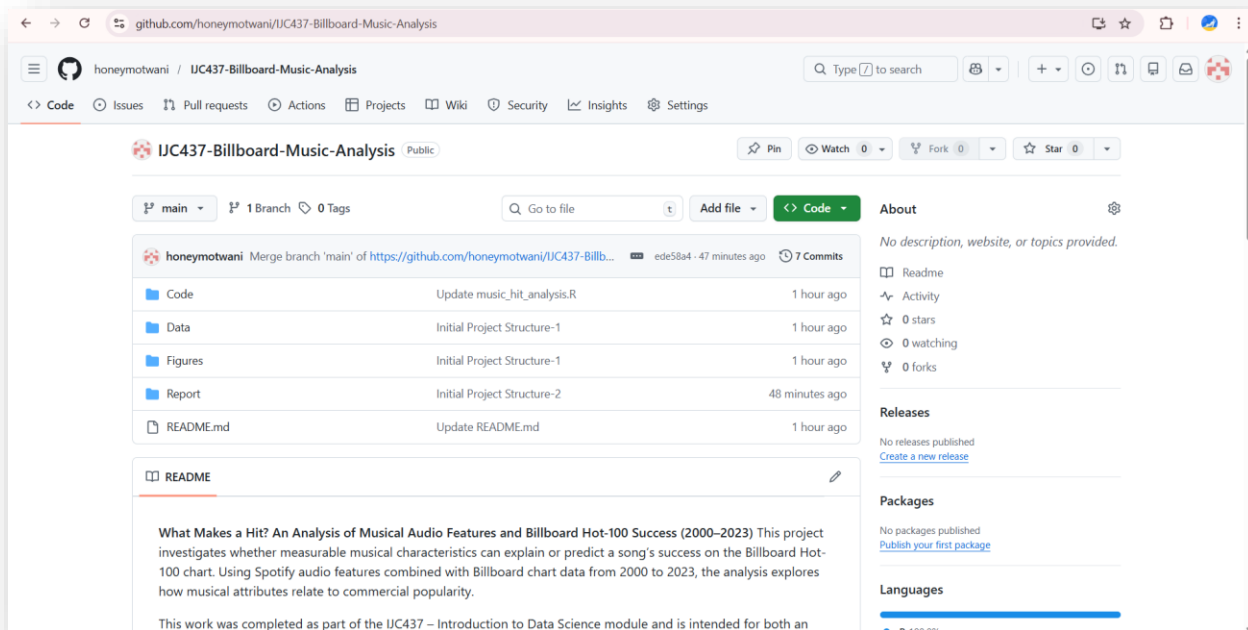 github.com/honeymotwani/IJC437-Billboard-Music-Analysis
honeymotwani / IJC437-Billboard-Music-Analysis
Type / to search
Code Issues Pull requests Actions Projects Wiki Security Insights Settings
IJC437-Billboard-Music-Analysis Public
Pin Watch 0 Fork 0 Star 0
main 1 Branch 0 Tags
Go to file t Add file Code
honeymotwani Merge branch 'main' of https://github.com/honeymotwani/IJC437-Billb... ede58a4 · 47 minutes ago 7 Commits
Code Update music_hit_analysis.R 1 hour ago
Data Initial Project Structure-1 1 hour ago
Figures Initial Project Structure-1 1 hour ago
Report Initial Project Structure-2 48 minutes ago
README.md Update README.md 1 hour ago
README
What Makes a Hit? An Analysis of Musical Audio Features and Billboard Hot-100 Success (2000–2023) This project
investigates whether measurable musical characteristics can explain or predict a song's success on the Billboard Hot-
100 chart. Using Spotify audio features combined with Billboard chart data from 2000 to 2023, the analysis explores
how musical attributes relate to commercial popularity.
This work was completed as part of the IJC437 – Introduction to Data Science module and is intended for both an
About
No description, website, or topics provided.
Readme
Activity
0 stars
0 watching
0 forks
Releases
No releases published
Create a new release
Packages
No packages published
Publish your first package
Languages